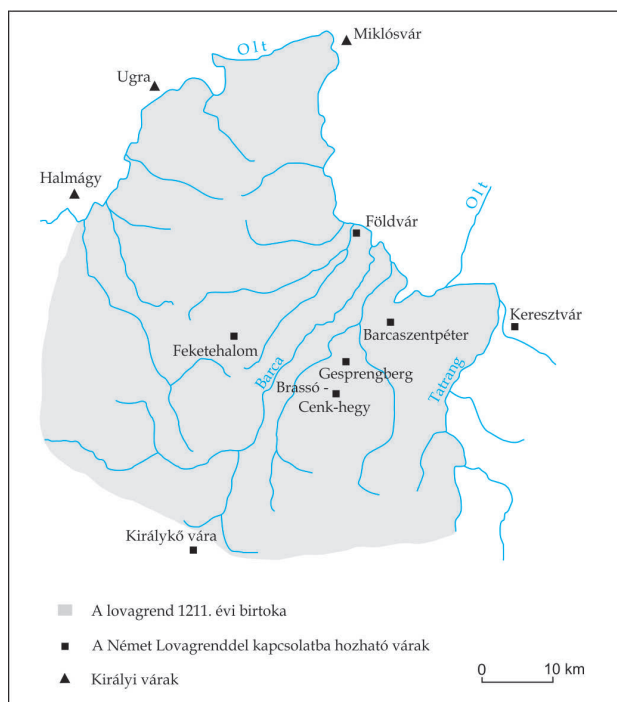 Miklósvár
Olt
Ugra
Halmágy
Olt
Földvár
Keresztvár
Barcaszentpéter
Feketehalom
Gesprengberg
Barca
Brassó -
Cenk-hegy
Tatrang
Királykő vára
A lovagrend 1211. évi birtoka
A Német Lovagrenddel kapcsolatba hozható várak
Királyi várak
0 10 km